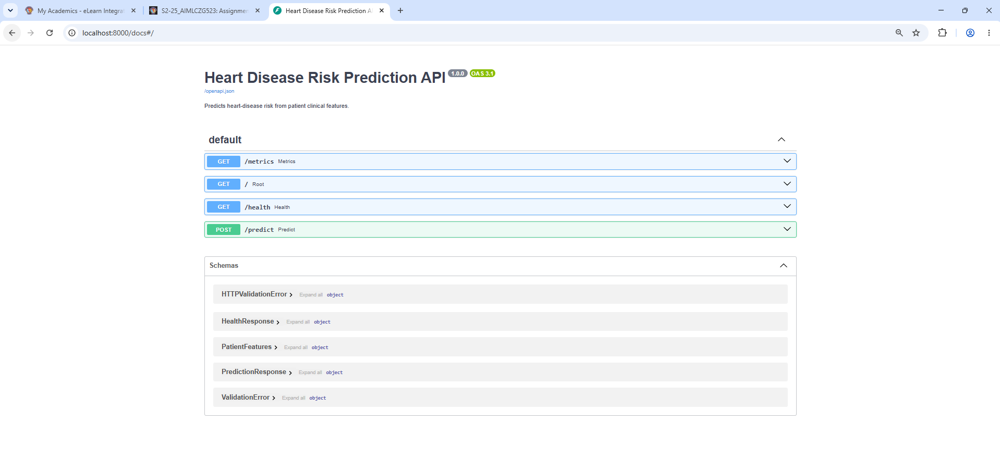 My Academics - eLearn Integra
S2-25_AIMLCZG523: Assignmen
Heart Disease Risk Prediction A
localhost:8000/docs#/
Heart Disease Risk Prediction API 1.0.0 OAS 3.1
/openapi.json
Predicts heart-disease risk from patient clinical features.
default
GET /metrics Metrics
GET / Root
GET /health Health
POST /predict Predict
Schemas
HTTPValidationError Expand all object
HealthResponse Expand all object
PatientFeatures Expand all object
PredictionResponse Expand all object
ValidationError Expand all object